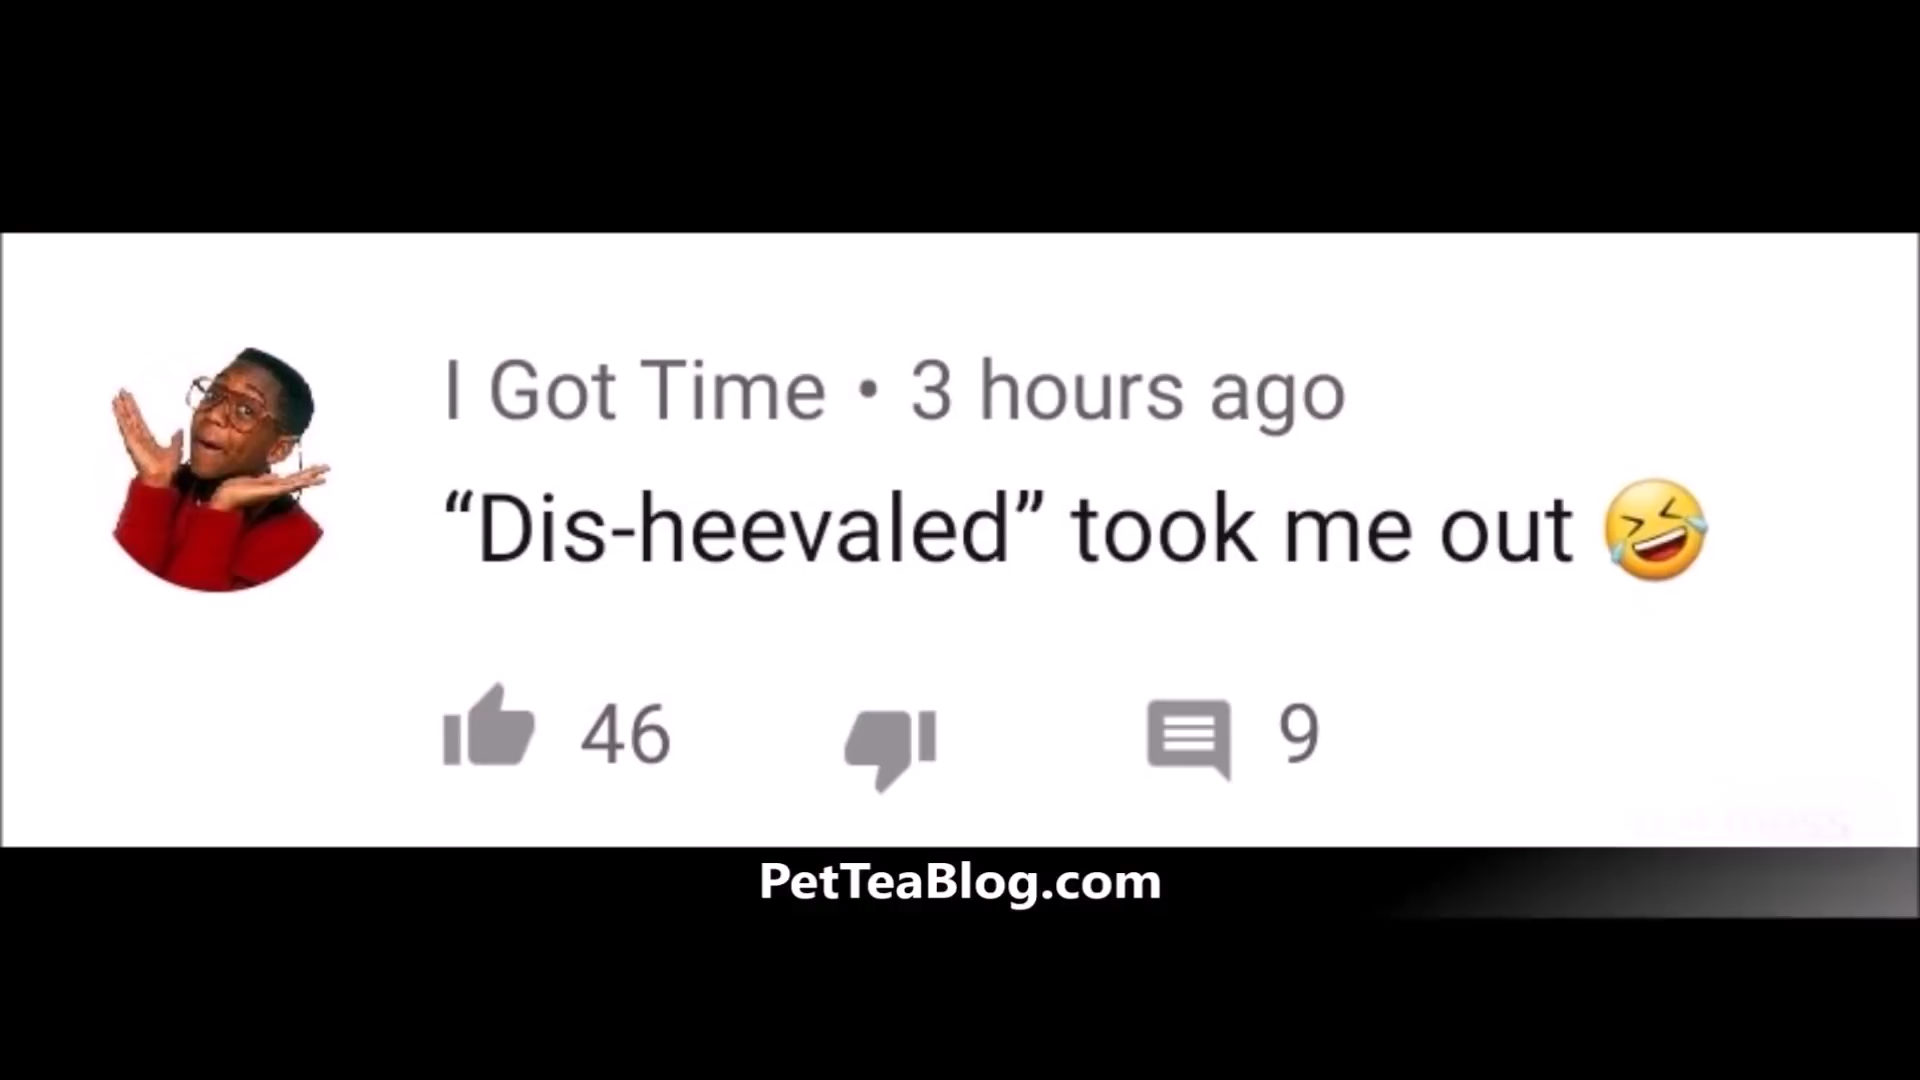 I Got Time • 3 hours ago
“Dis-heevaled” took me out 🤣
46 9
PetTeaBlog.com